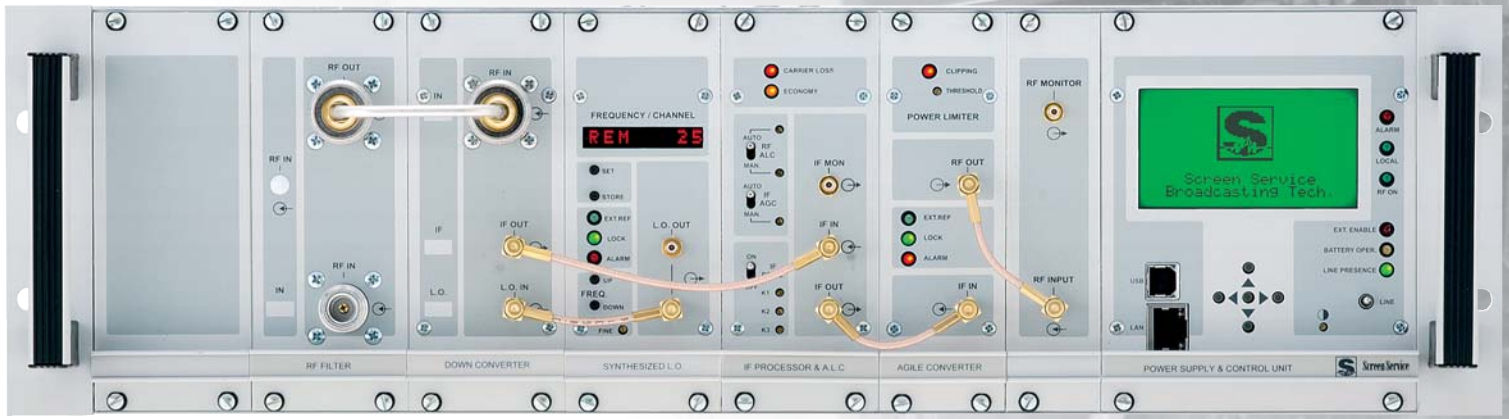 RF IN
IN
RF FILTER
RF OUT
RF IN
IN
IF
L.O.
RF IN
IF OUT
L.O. IN
DOWN CONVERTER
FREQUENCY / CHANNEL
REM 25
SET
STORE
EXT.REF
LOCK
ALARM
UP
FREQ.
DOWN
FINE
L.O. OUT
SYNTHESIZED L.O.
CARRIER LOSS
ECONOMY
AUTO
RF
ALC
MAN.
AUTO
IF
AGC
MAN.
ON
IF
K1
K2
K3
IF MON
IF IN
IF OUT
IF PROCESSOR & A.L.C
CLIPPING
THRESHOLD
POWER LIMITER
RF OUT
EXT.REF
LOCK
ALARM
IF IN
AGILE CONVERTER
RF MONITOR
RF INPUT
S
Screen Service
Broadcasting Tech.
ALARM
LOCAL
RF ON
EXT. ENABLE
BATTERY OPER.
LINE PRESENCE
USB
LAN
LINE
POWER SUPPLY & CONTROL UNIT
S Screen Service